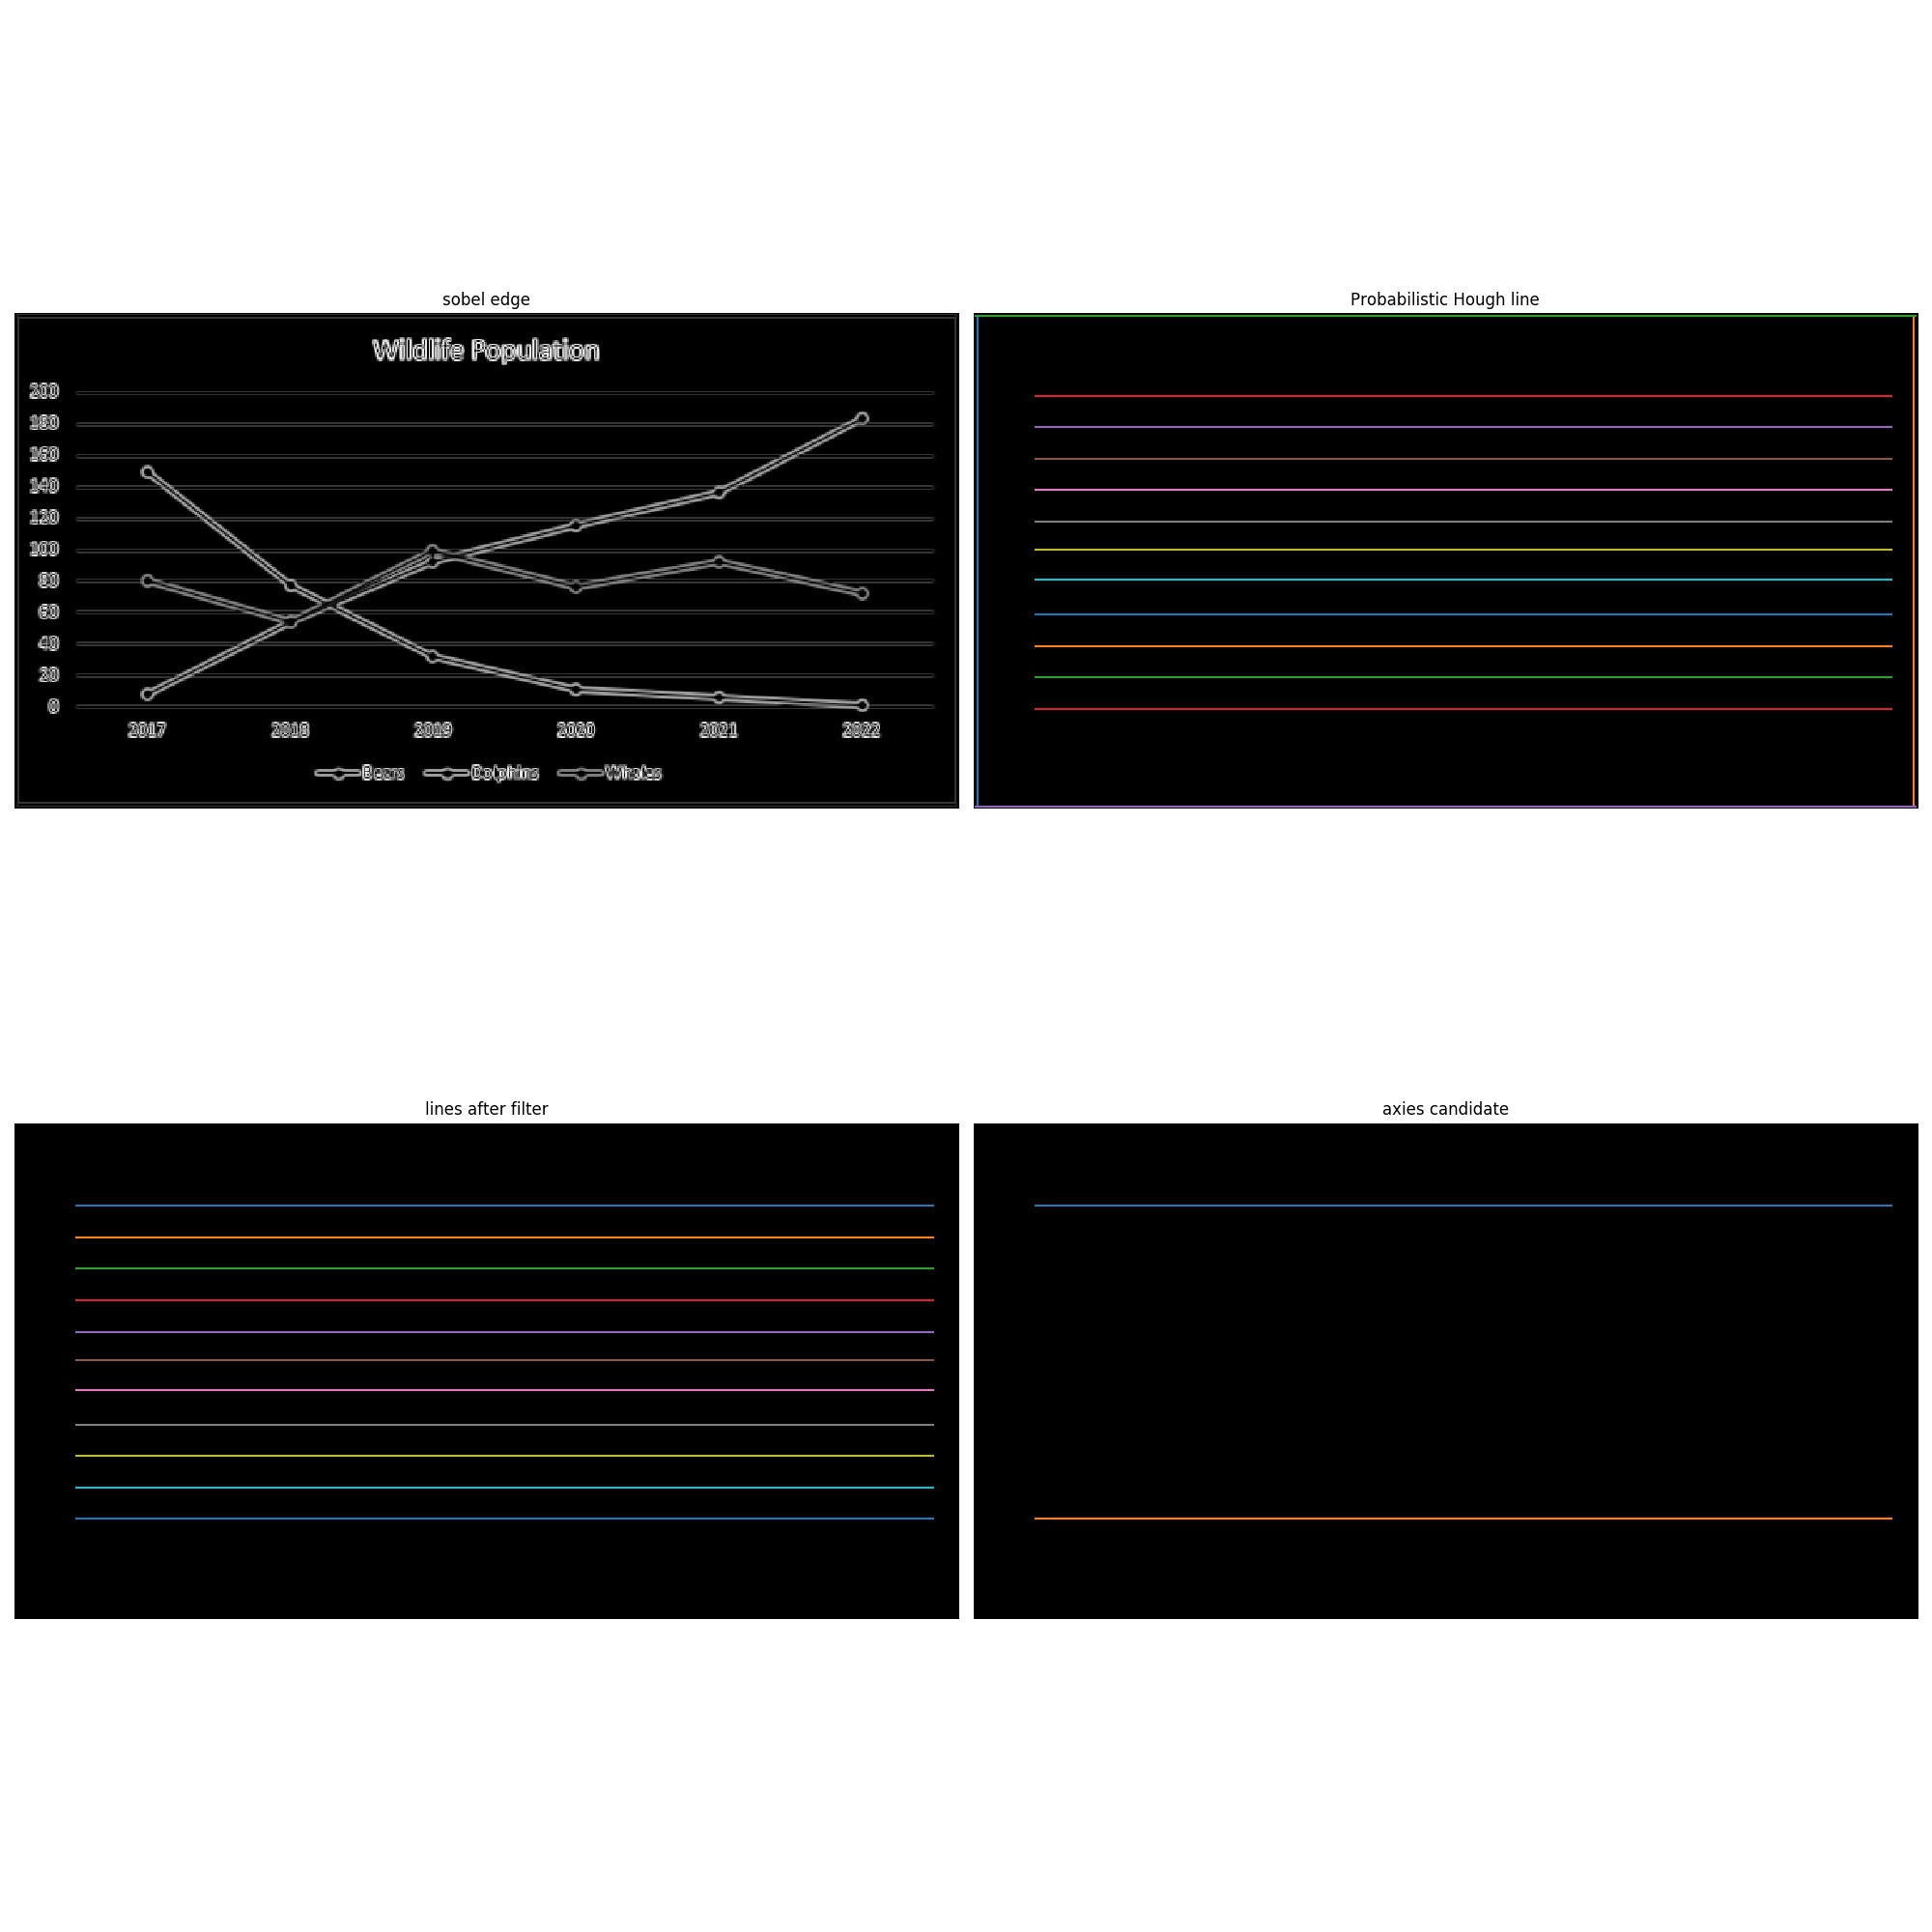 sobel edge
Probabilistic Hough line
Wildlife Population
200
180
160
140
120
100
80
60
40
20
0
2017 2018 2019 2020 2021 2022
Bears Dolphins Whales
lines after filter
axies candidate